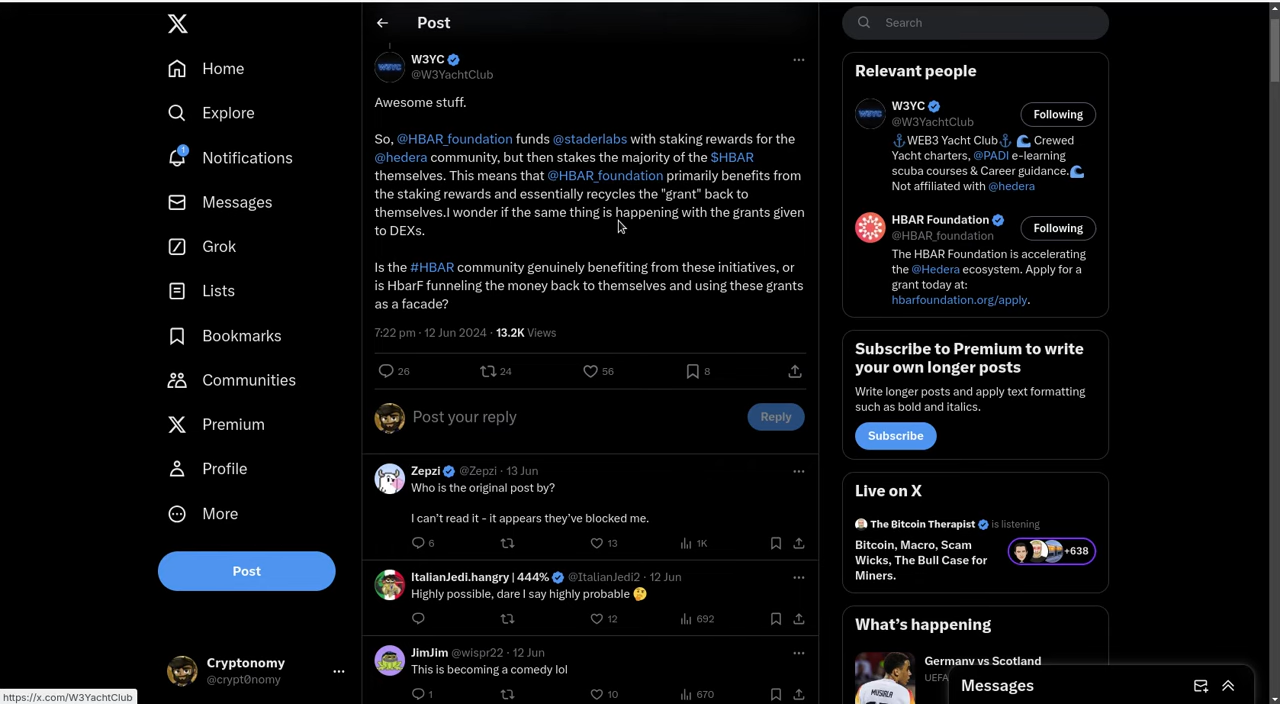 Home
Explore
1
Notifications
Messages
Grok
Lists
Bookmarks
Communities
Premium
Profile
More
Post
Cryptonomy
@crypt0nomy
https://x.com/W3YachtClub
Post
W3YC
@W3YachtClub
Awesome stuff.
So, @HBAR_foundation funds @staderlabs with staking rewards for the
@hedera community, but then stakes the majority of the $HBAR
themselves. This means that @HBAR_foundation primarily benefits from
the staking rewards and essentially recycles the "grant" back to
themselves.I wonder if the same thing is happening with the grants given
to DEXs.
Is the #HBAR community genuinely benefiting from these initiatives, or
is HbarF funneling the money back to themselves and using these grants
as a facade?
7:22 pm · 12 Jun 2024 · 13.2K Views
26 24 56 8
Post your reply
Reply
Zepzi @Zepzi · 13 Jun
Who is the original post by?
I can't read it - it appears they've blocked me.
6 13 1K
ItalianJedi.hangry | 444% @ItalianJedi2 · 12 Jun
Highly possible, dare I say highly probable 🤔
12 692
JimJim @wispr22 · 12 Jun
This is becoming a comedy lol
1 10 670
Search
Relevant people
W3YC
@W3YachtClub
Following
⚓WEB3 Yacht Club⚓ 🌊 Crewed
Yacht charters, @PADI e-learning
scuba courses & Career guidance.🌊
Not affiliated with @hedera
HBAR Foundation
@HBAR_foundation
Following
The HBAR Foundation is accelerating
the @Hedera ecosystem. Apply for a
grant today at:
hbarfoundation.org/apply.
Subscribe to Premium to write
your own longer posts
Write longer posts and apply text formatting
such as bold and italics.
Subscribe
Live on X
The Bitcoin Therapist is listening
Bitcoin, Macro, Scam
Wicks, The Bull Case for
Miners.
+638
What's happening
Germany vs Scotland
UEFA
MUSIALA
Messages